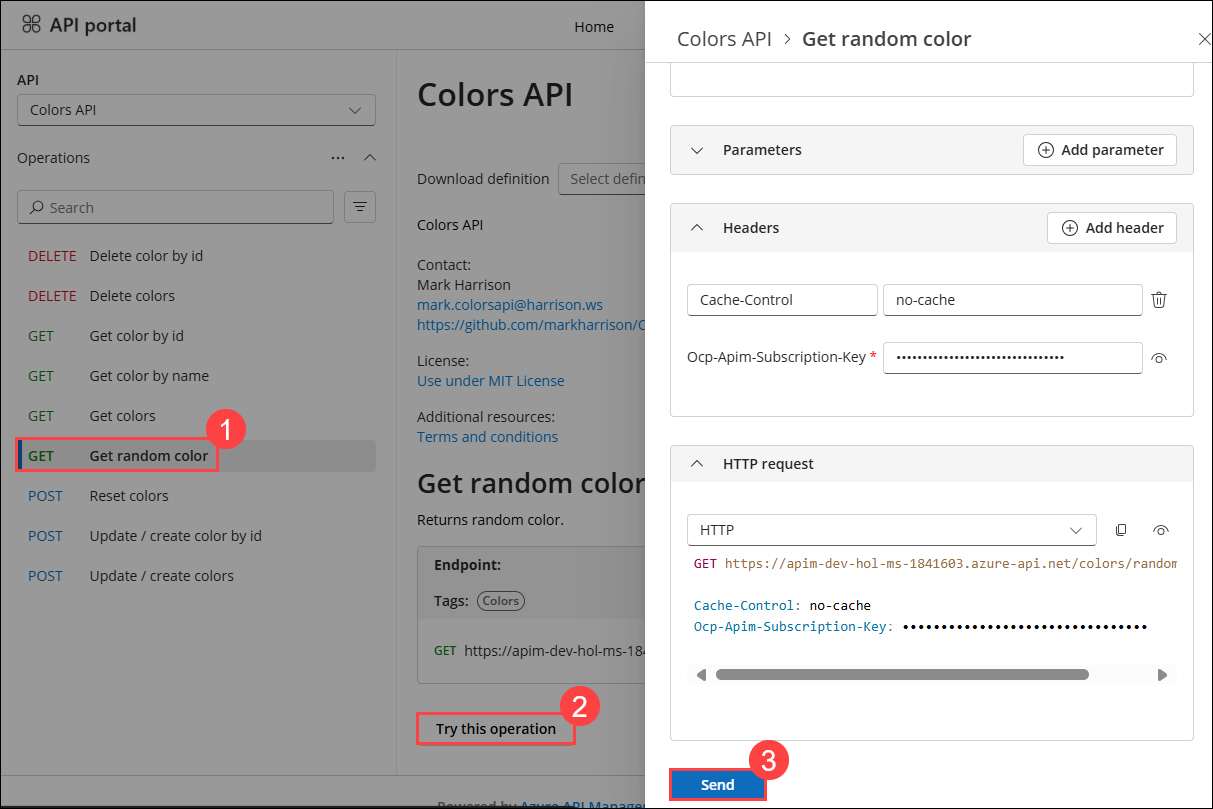 API portal
Home
API
Colors API
Operations
Search
DELETE Delete color by id
DELETE Delete colors
GET Get color by id
GET Get color by name
GET Get colors
1
GET Get random color
POST Reset colors
POST Update / create color by id
POST Update / create colors
Colors API
Download definition Select defin
Colors API
Contact:
Mark Harrison
mark.colorsapi@harrison.ws
https://github.com/markharrison/C
License:
Use under MIT License
Additional resources:
Terms and conditions
Get random color
Returns random color.
Endpoint:
Tags: Colors
GET https://apim-dev-hol-ms-184
2
Try this operation
Powered by Azure API Manage
Colors API > Get random color
Parameters Add parameter
Headers Add header
Cache-Control no-cache
Ocp-Apim-Subscription-Key * ••••••••••••••••••••••••••••••••
HTTP request
HTTP
GET https://apim-dev-hol-ms-1841603.azure-api.net/colors/random
Cache-Control: no-cache
Ocp-Apim-Subscription-Key: ••••••••••••••••••••••••••••••••
3
Send